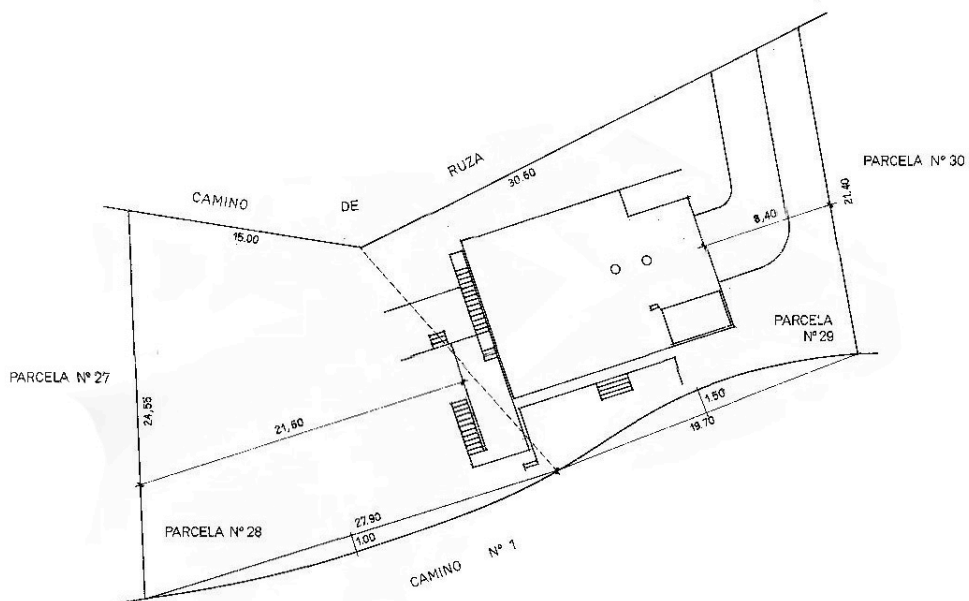 CAMINO DE RUZA
15.00
30.60
PARCELA Nº 30
21.40
8,40
PARCELA
Nº 29
PARCELA Nº 27
24,58
21,60
1.50
19.70
PARCELA Nº 28
27.90
1.00
CAMINO Nº 1